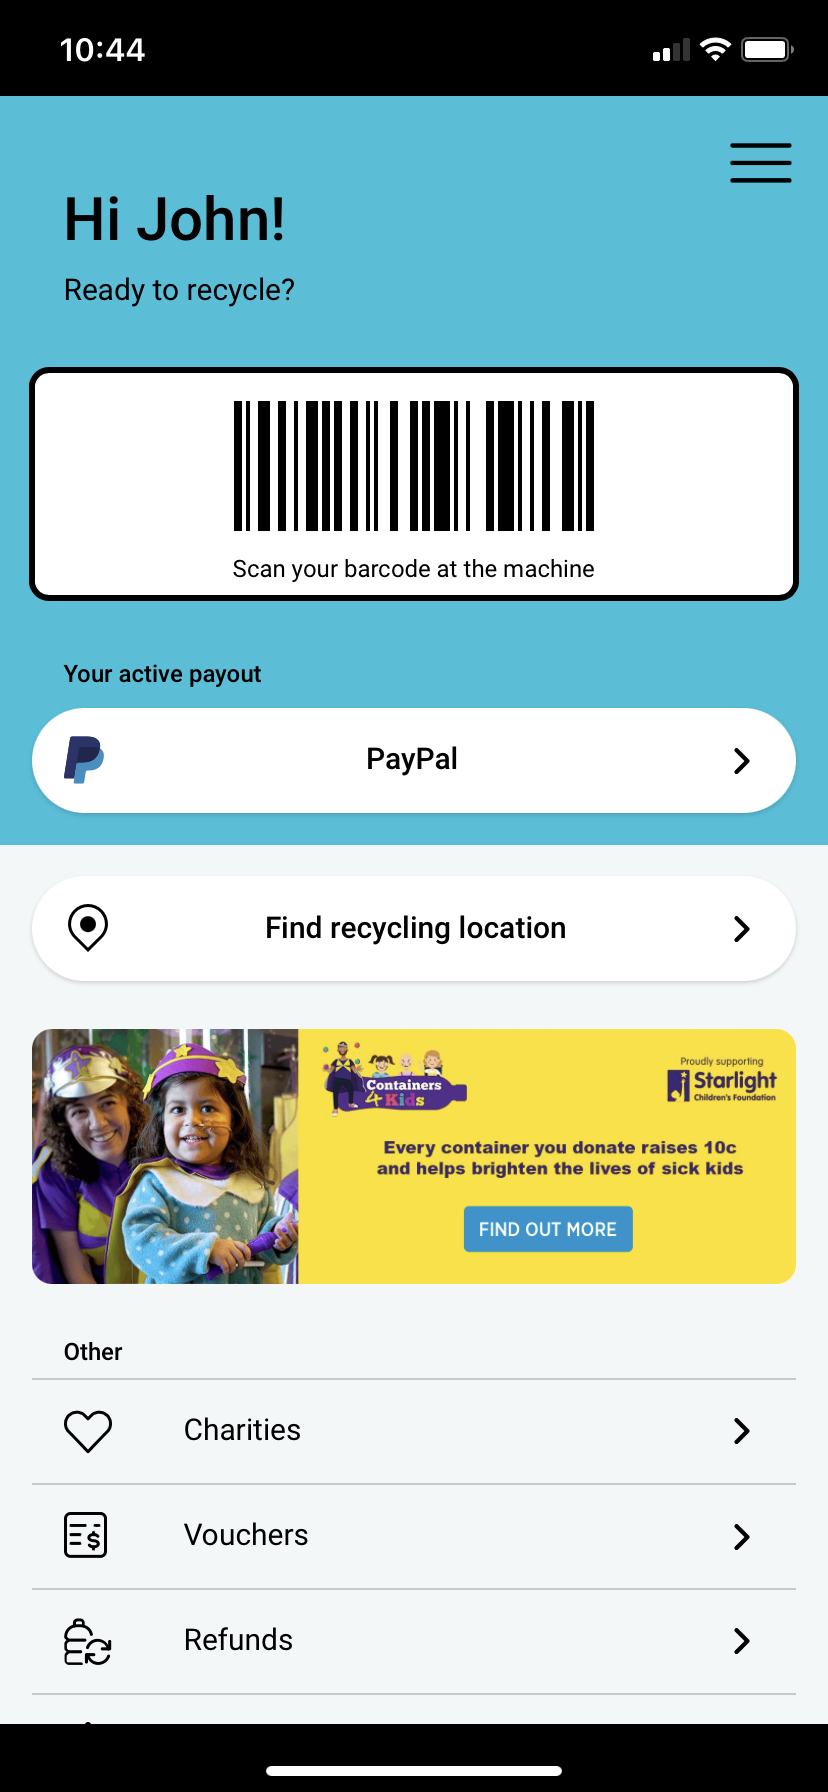 10:44
Hi John!
Ready to recycle?
Scan your barcode at the machine
Your active payout
PayPal
Find recycling location
Containers
4 Kids
Proudly supporting
Starlight
Children's Foundation
Every container you donate raises 10c
and helps brighten the lives of sick kids
FIND OUT MORE
Other
Charities
Vouchers
Refunds